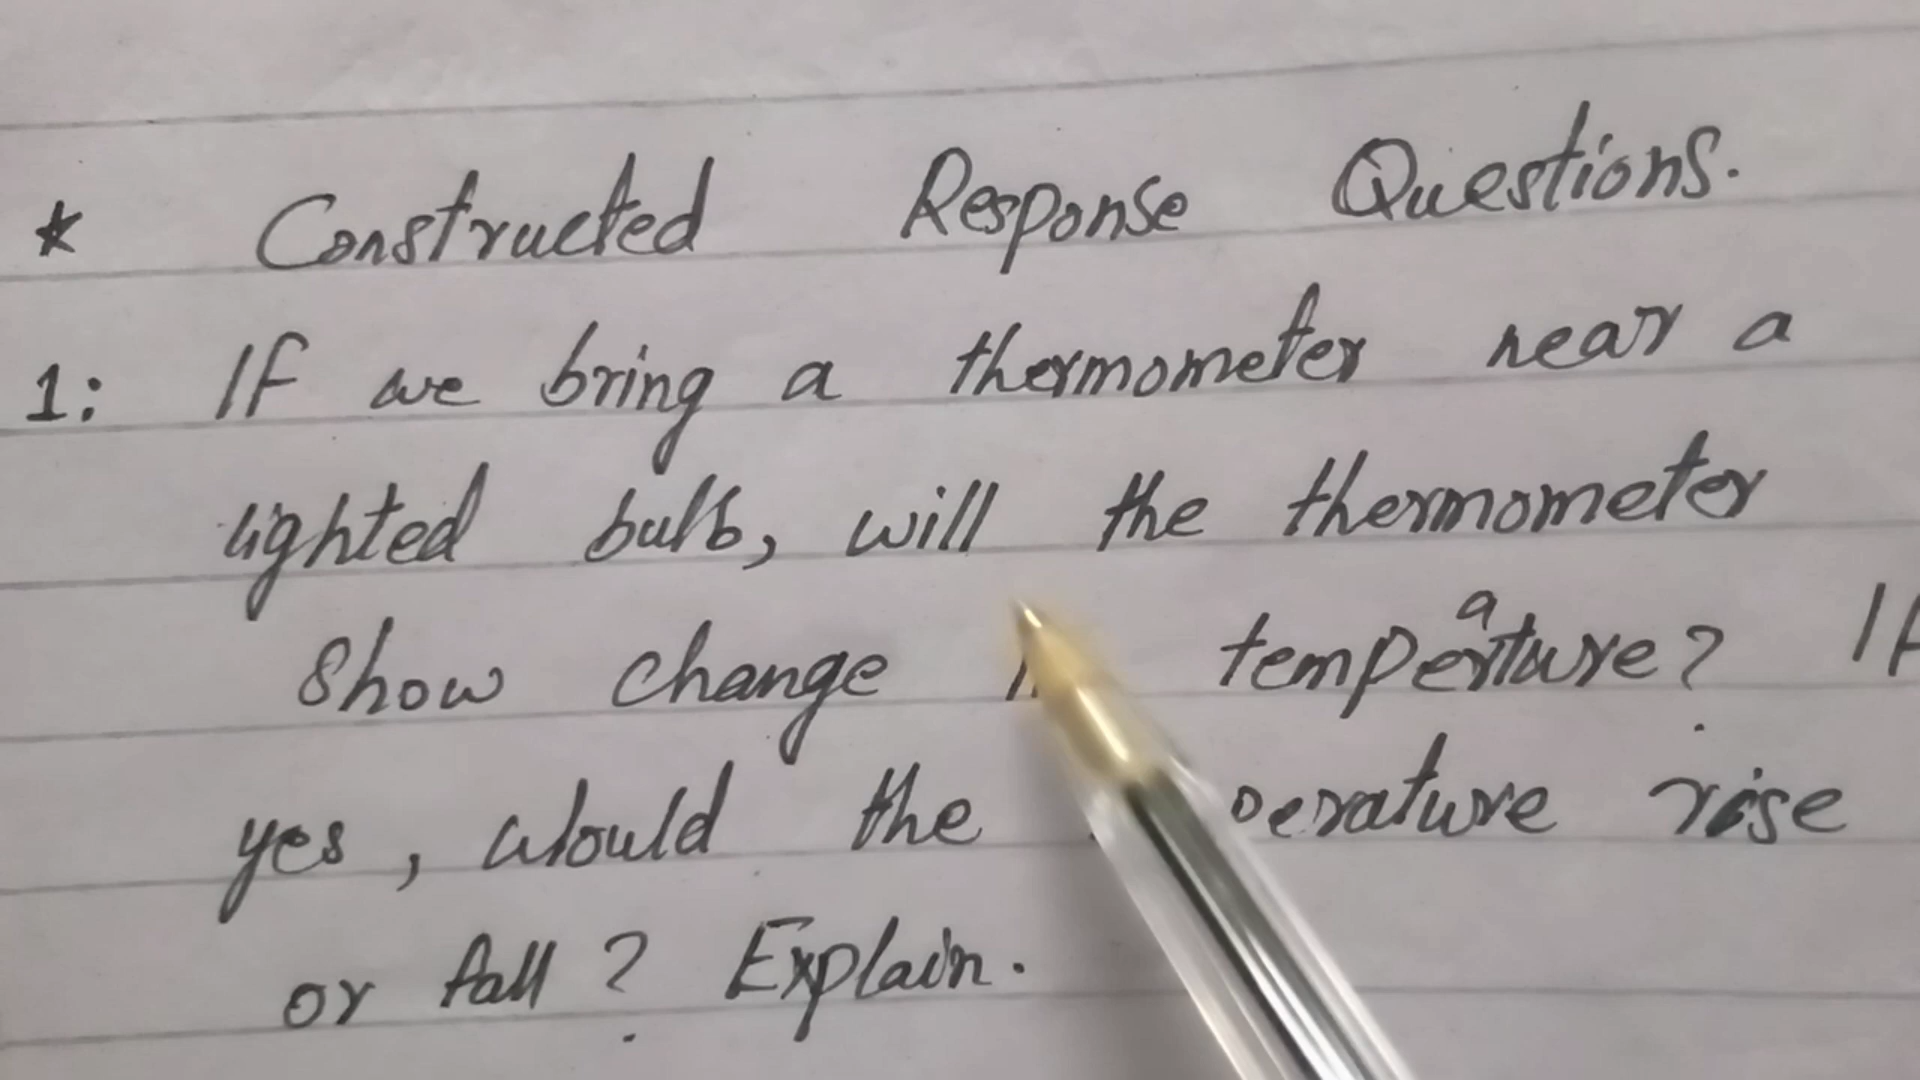 * Constructed Response Questions.
1: If we bring a thermometer near a
lighted bulb, will the thermometer
show change temperature? If
yes, would the rise
or fall? Explain.